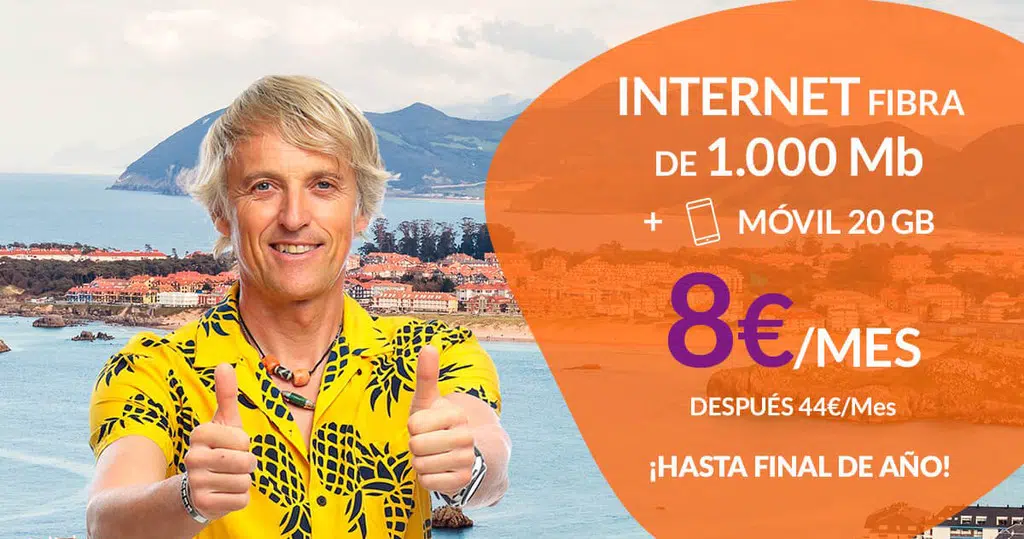 INTERNET FIBRA
DE 1.000 Mb
+ MÓVIL 20 GB
8€/MES
DESPUÉS 44€/Mes
¡HASTA FINAL DE AÑO!